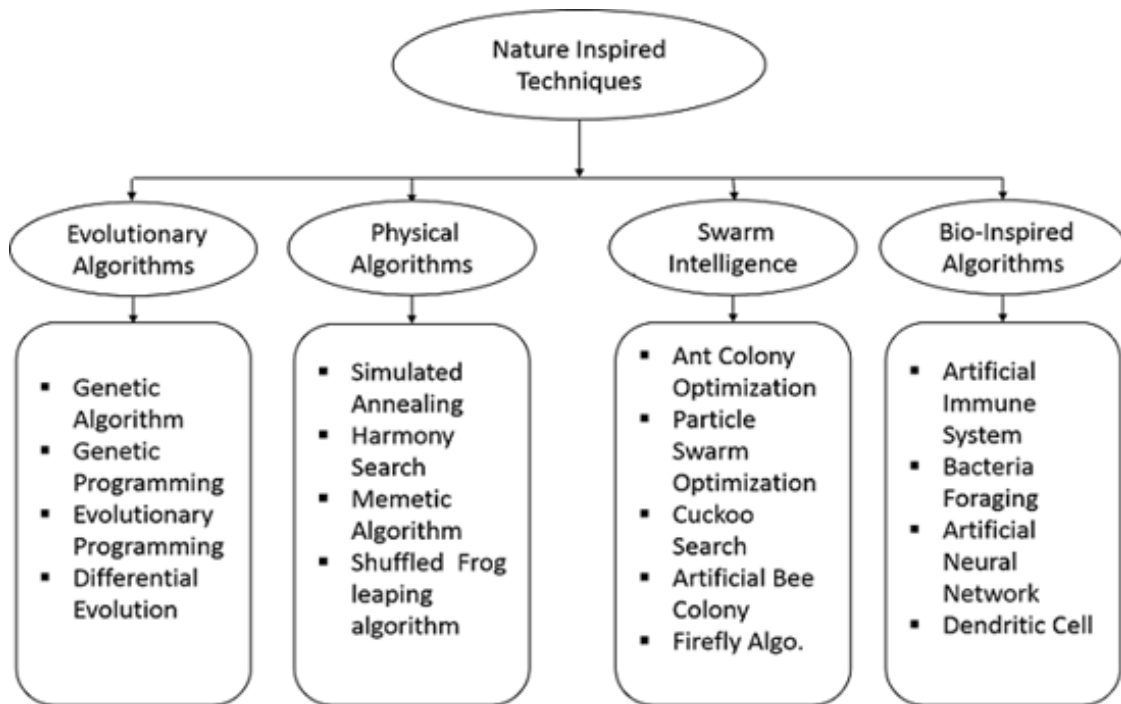 Nature Inspired
Techniques
Evolutionary
Algorithms
Physical
Algorithms
Swarm
Intelligence
Bio-Inspired
Algorithms
▪ Genetic
Algorithm
▪ Genetic
Programming
▪ Evolutionary
Programming
▪ Differential
Evolution
▪ Simulated
Annealing
▪ Harmony
Search
▪ Memetic
Algorithm
▪ Shuffled Frog
leaping
algorithm
▪ Ant Colony
Optimization
▪ Particle
Swarm
Optimization
▪ Cuckoo
Search
▪ Artificial Bee
Colony
▪ Firefly Algo.
▪ Artificial
Immune
System
▪ Bacteria
Foraging
▪ Artificial
Neural
Network
▪ Dendritic Cell